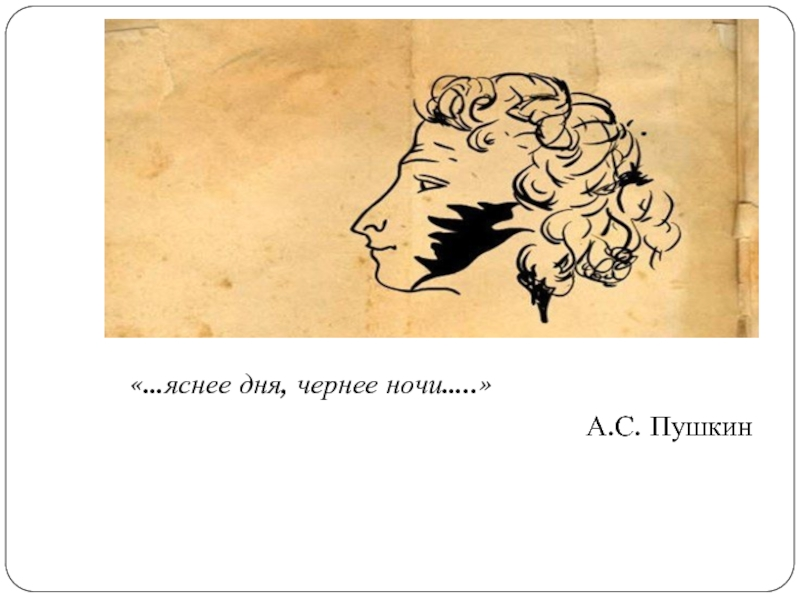 «...яснее дня, чернее ночи.....»
А.С. Пушкин